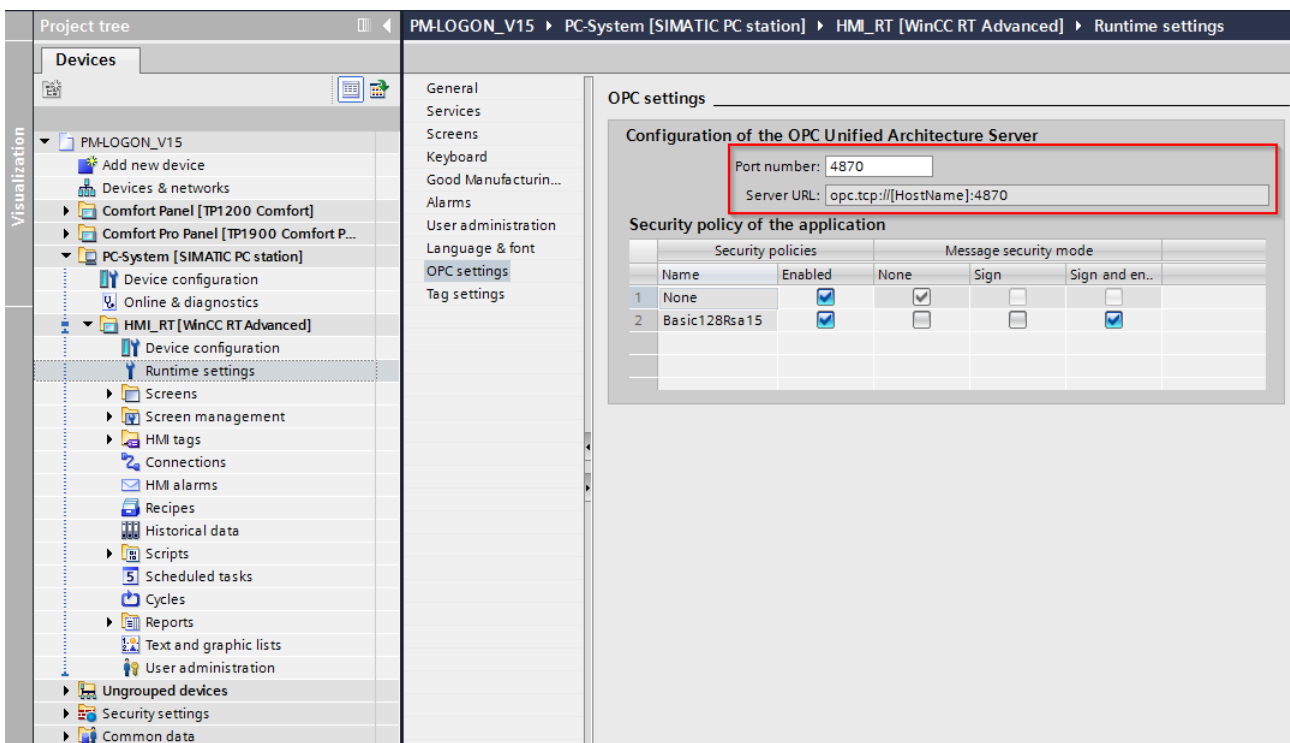 Project tree
Devices
Visualization
PM-LOGON_V15
Add new device
Devices & networks
Comfort Panel [TP1200 Comfort]
Comfort Pro Panel [TP1900 Comfort P...
PC-System [SIMATIC PC station]
Device configuration
Online & diagnostics
HMI_RT [WinCC RT Advanced]
Device configuration
Runtime settings
Screens
Screen management
HMI tags
Connections
HMI alarms
Recipes
Historical data
Scripts
Scheduled tasks
Cycles
Reports
Text and graphic lists
User administration
Ungrouped devices
Security settings
Common data
PM-LOGON_V15 PC-System [SIMATIC PC station] HMI_RT [WinCC RT Advanced] Runtime settings
General
Services
Screens
Keyboard
Good Manufacturin...
Alarms
User administration
Language & font
OPC settings
Tag settings
OPC settings
Configuration of the OPC Unified Architecture Server
Port number: 4870
Server URL: opc.tcp://[HostName]:4870
Security policy of the application
Security policies Message security mode
Name Enabled None Sign Sign and en..
1 None
2 Basic128Rsa15